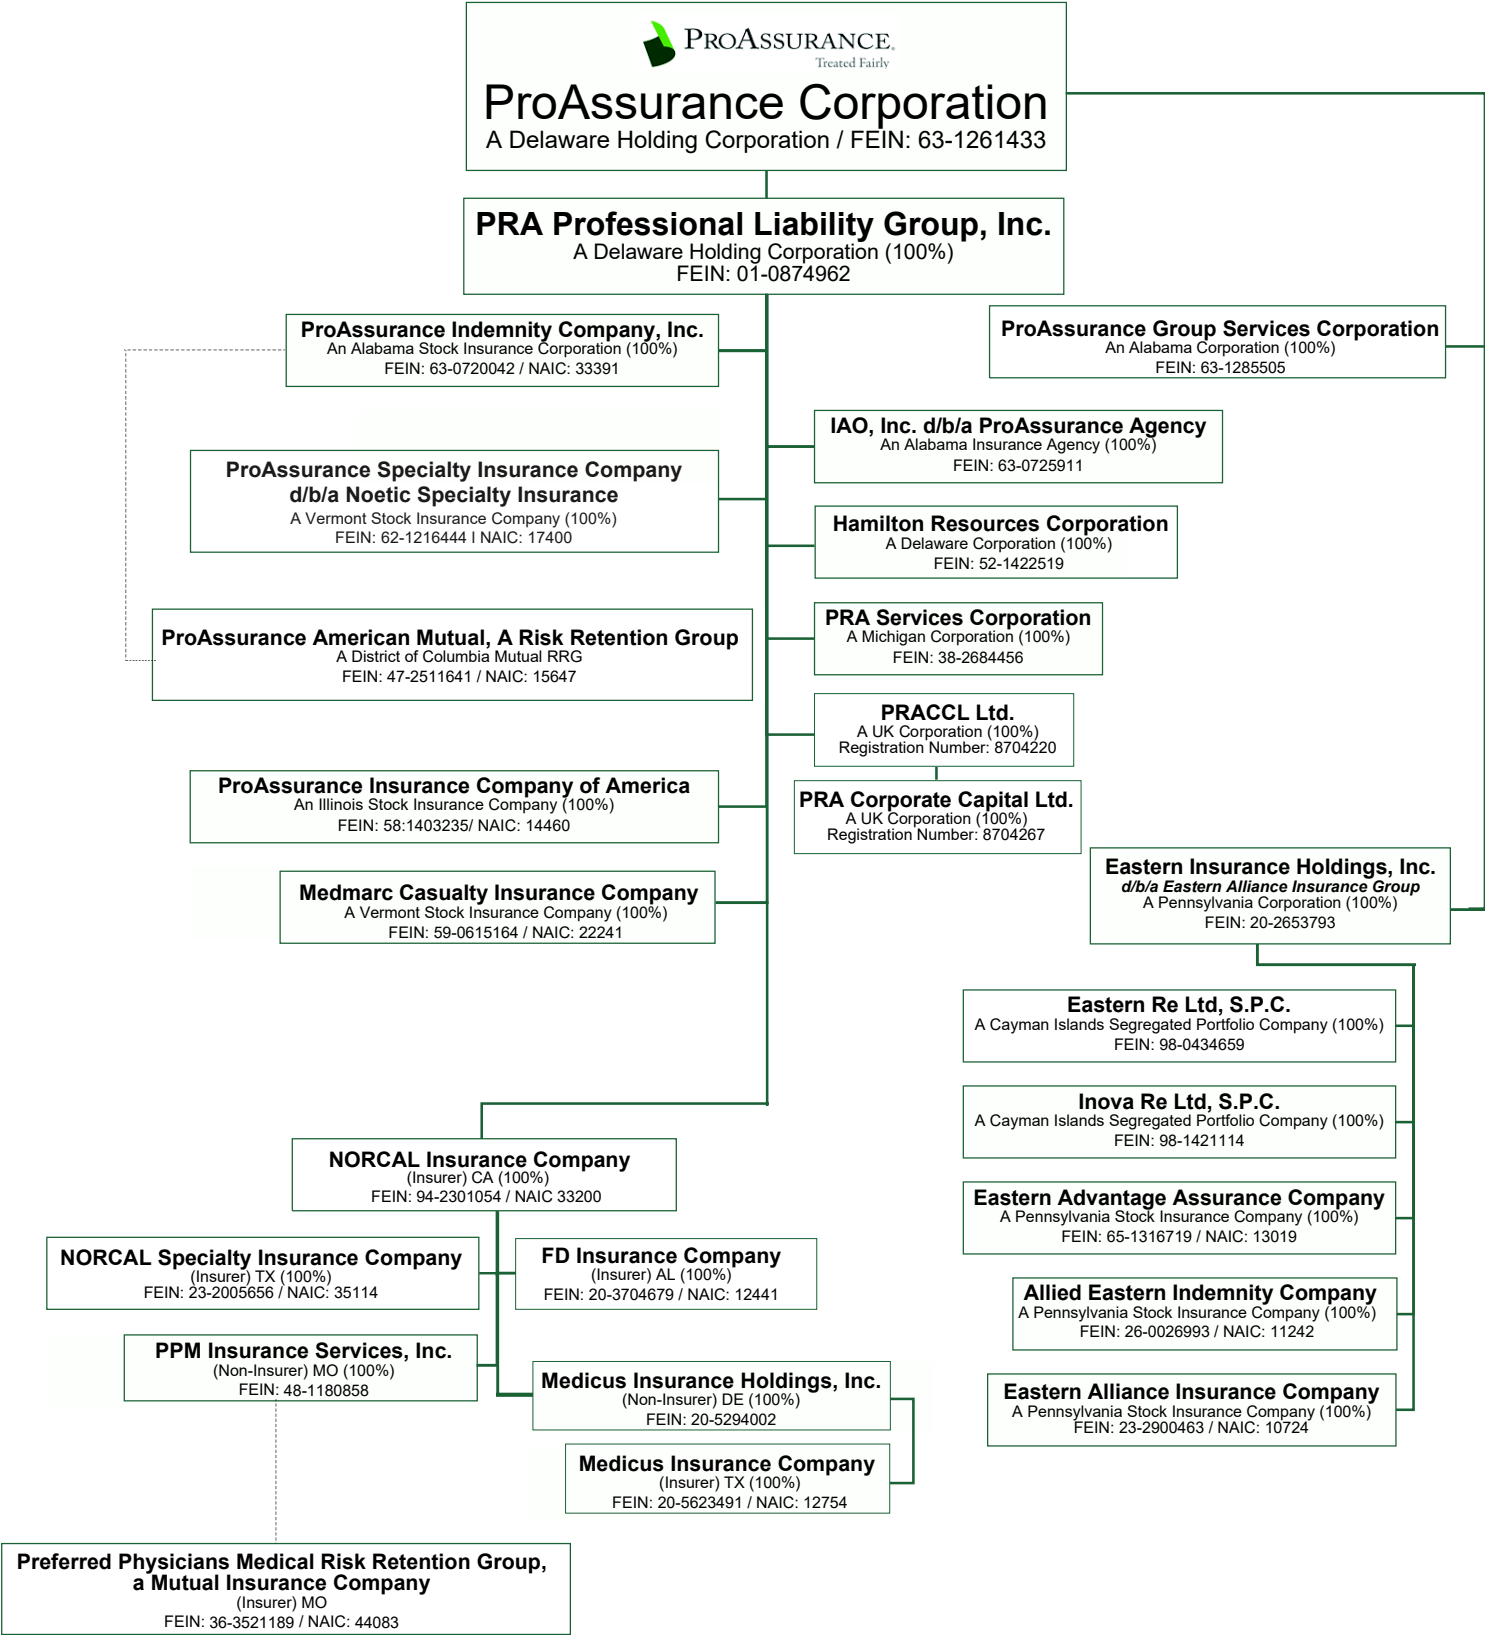 PROASSURANCE.
Treated Fairly
ProAssurance Corporation
A Delaware Holding Corporation / FEIN: 63-1261433
PRA Professional Liability Group, Inc.
A Delaware Holding Corporation (100%)
FEIN: 01-0874962
ProAssurance Indemnity Company, Inc.
An Alabama Stock Insurance Corporation (100%)
FEIN: 63-0720042 / NAIC: 33391
ProAssurance Group Services Corporation
An Alabama Corporation (100%)
FEIN: 63-1285505
IAO, Inc. d/b/a ProAssurance Agency
An Alabama Insurance Agency (100%)
FEIN: 63-0725911
ProAssurance Specialty Insurance Company
d/b/a Noetic Specialty Insurance
A Vermont Stock Insurance Company (100%)
FEIN: 62-1216444 I NAIC: 17400
Hamilton Resources Corporation
A Delaware Corporation (100%)
FEIN: 52-1422519
ProAssurance American Mutual, A Risk Retention Group
A District of Columbia Mutual RRG
FEIN: 47-2511641 / NAIC: 15647
PRA Services Corporation
A Michigan Corporation (100%)
FEIN: 38-2684456
PRACCL Ltd.
A UK Corporation (100%)
Registration Number: 8704220
PRA Corporate Capital Ltd.
A UK Corporation (100%)
Registration Number: 8704267
ProAssurance Insurance Company of America
An Illinois Stock Insurance Company (100%)
FEIN: 58:1403235/ NAIC: 14460
Medmarc Casualty Insurance Company
A Vermont Stock Insurance Company (100%)
FEIN: 59-0615164 / NAIC: 22241
Eastern Insurance Holdings, Inc.
d/b/a Eastern Alliance Insurance Group
A Pennsylvania Corporation (100%)
FEIN: 20-2653793
Eastern Re Ltd, S.P.C.
A Cayman Islands Segregated Portfolio Company (100%)
FEIN: 98-0434659
Inova Re Ltd, S.P.C.
A Cayman Islands Segregated Portfolio Company (100%)
FEIN: 98-1421114
Eastern Advantage Assurance Company
A Pennsylvania Stock Insurance Company (100%)
FEIN: 65-1316719 / NAIC: 13019
Allied Eastern Indemnity Company
A Pennsylvania Stock Insurance Company (100%)
FEIN: 26-0026993 / NAIC: 11242
Eastern Alliance Insurance Company
A Pennsylvania Stock Insurance Company (100%)
FEIN: 23-2900463 / NAIC: 10724
NORCAL Insurance Company
(Insurer) CA (100%)
FEIN: 94-2301054 / NAIC 33200
NORCAL Specialty Insurance Company
(Insurer) TX (100%)
FEIN: 23-2005656 / NAIC: 35114
FD Insurance Company
(Insurer) AL (100%)
FEIN: 20-3704679 / NAIC: 12441
PPM Insurance Services, Inc.
(Non-Insurer) MO (100%)
FEIN: 48-1180858
Medicus Insurance Holdings, Inc.
(Non-Insurer) DE (100%)
FEIN: 20-5294002
Medicus Insurance Company
(Insurer) TX (100%)
FEIN: 20-5623491 / NAIC: 12754
Preferred Physicians Medical Risk Retention Group,
a Mutual Insurance Company
(Insurer) MO
FEIN: 36-3521189 / NAIC: 44083